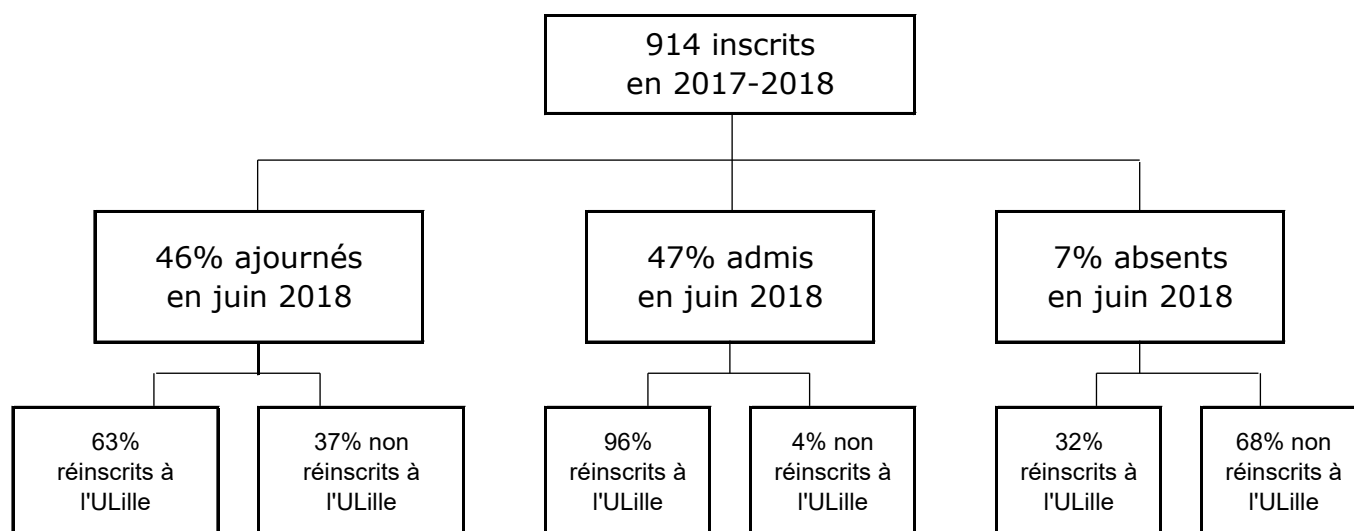 914 inscrits
en 2017-2018
46% ajournés
en juin 2018
47% admis
en juin 2018
7% absents
en juin 2018
63%
réinscrits à
l'ULille
37% non
réinscrits à
l'ULille
96%
réinscrits à
l'ULille
4% non
réinscrits à
l'ULille
32%
réinscrits à
l'ULille
68% non
réinscrits à
l'ULille